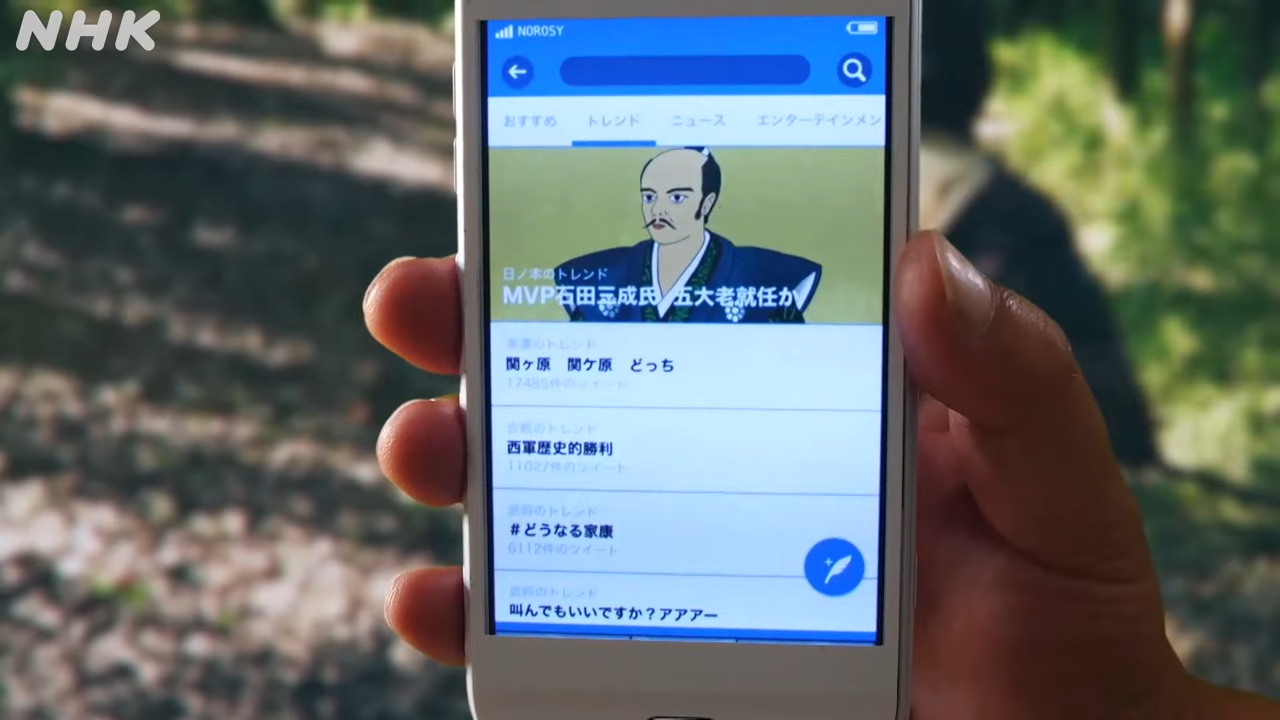 NHK
NOROSY
おすすめ トレンド ニュース エンターテインメン
日ノ本のトレンド
MVP石田三成氏 五大老就任か
東濃のトレンド
関ヶ原 関ケ原 どっち
17485件のツイート
合戦のトレンド
西軍歴史的勝利
11027件のツイート
武将のトレンド
#どうなる家康
6112件のツイート
武将のトレンド
叫んでもいいですか？アアアー